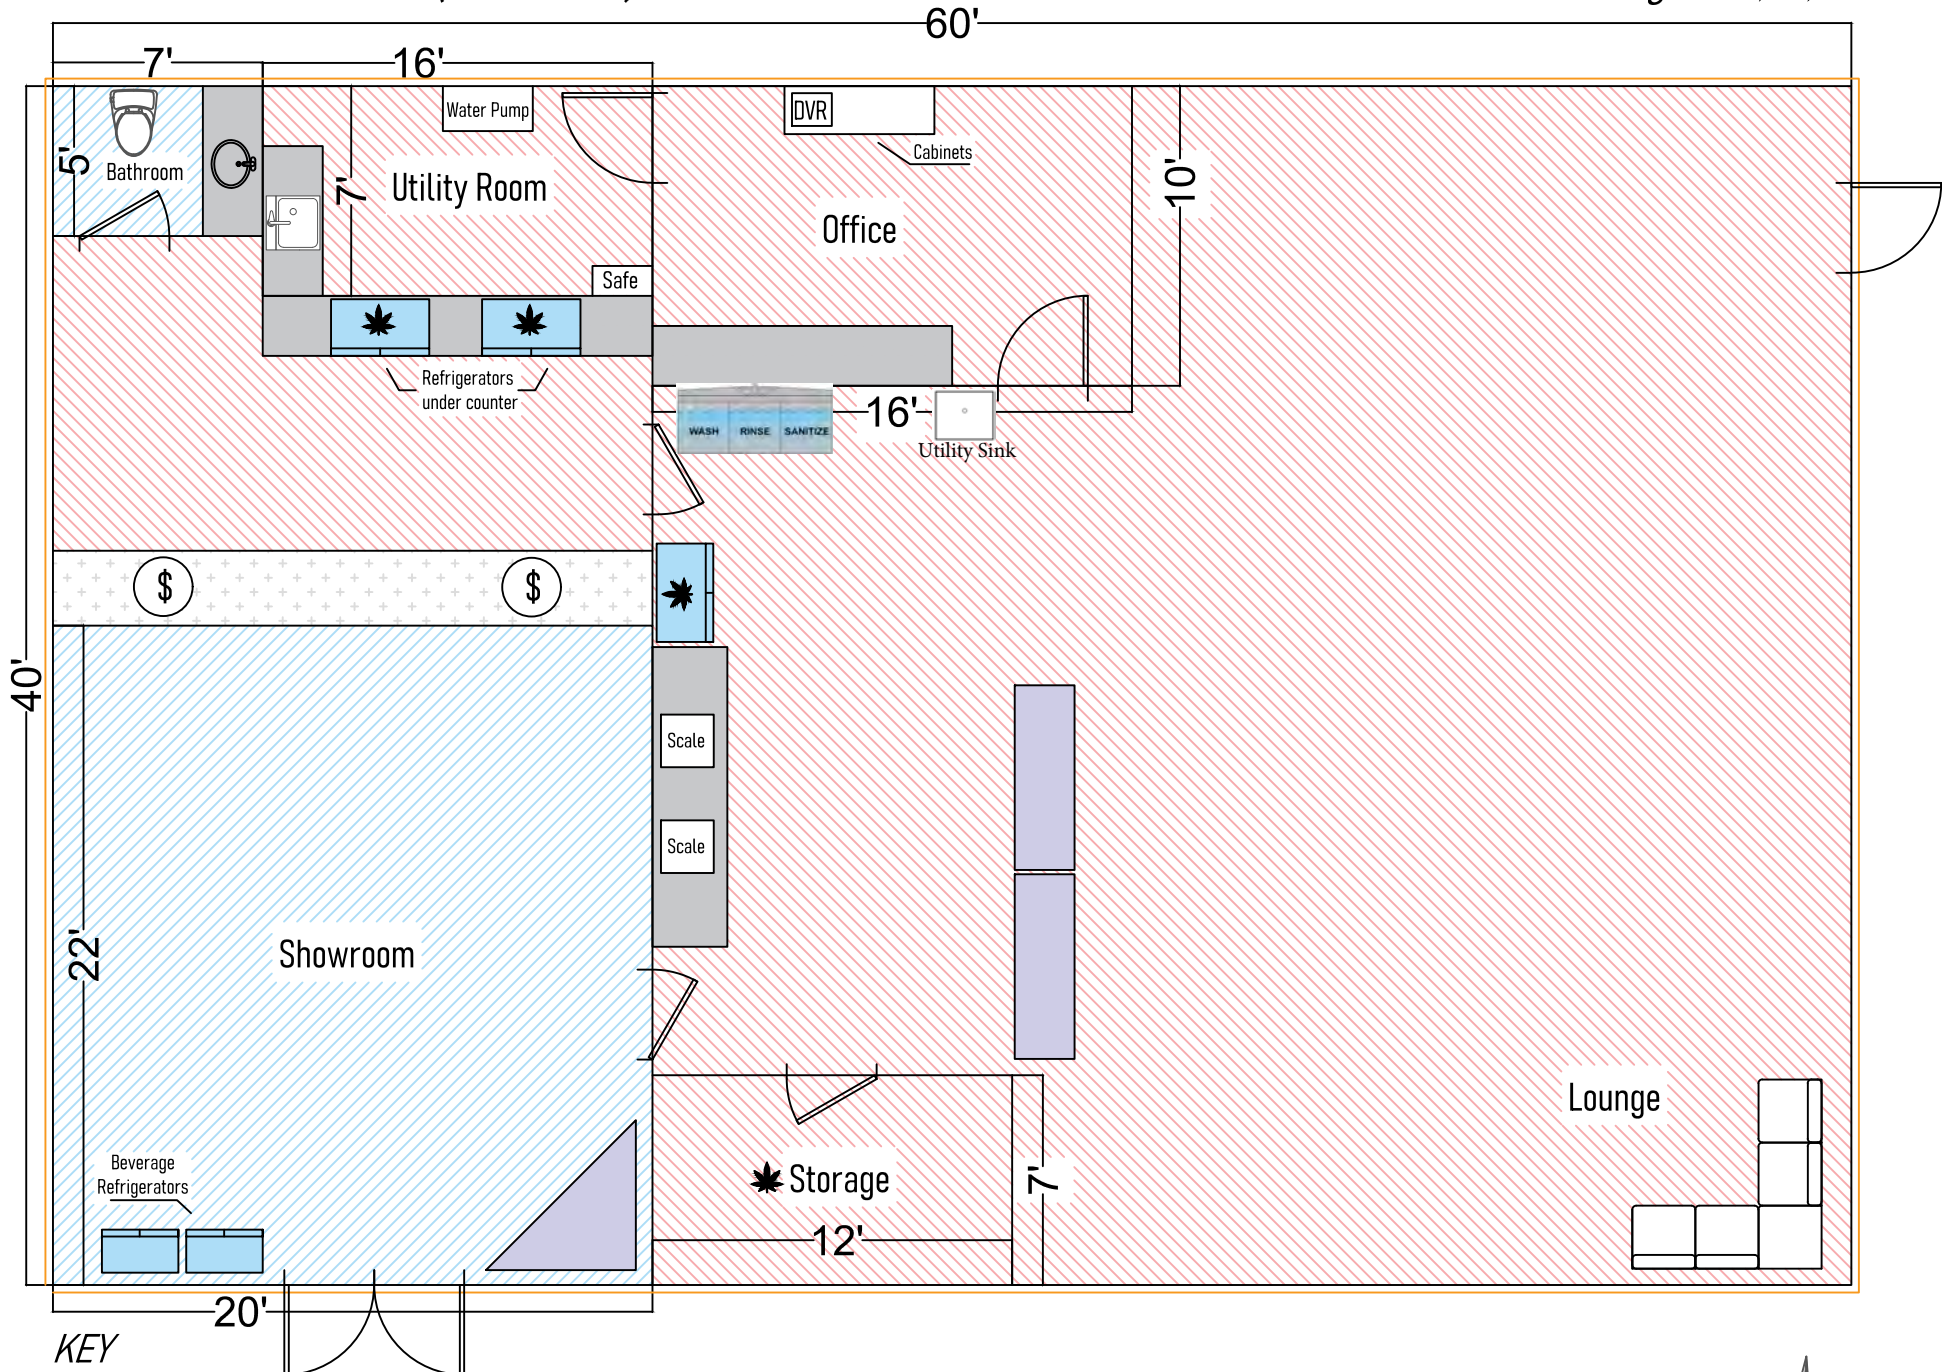 60'
7'
16'
Water Pump
DVR
Cabinets
5'
Bathroom
7'
Utility Room
10'
Office
Safe
Refrigerators
under counter
16'
WASH RINSE SANITIZE
Utility Sink
$ $
40'
Scale
Scale
22'
Showroom
Lounge
Beverage
Refrigerators
Storage
7'
12'
20'
KEY